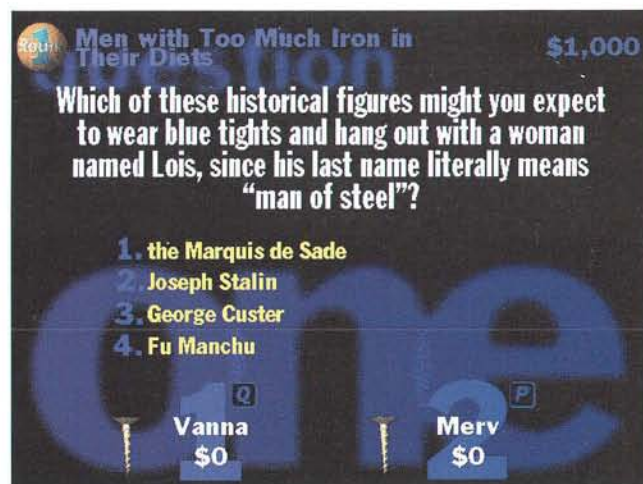 Round 1
Men with Too Much Iron in
Their Diets
$1,000
question
Which of these historical figures might you expect
to wear blue tights and hang out with a woman
named Lois, since his last name literally means
“man of steel”?
1. the Marquis de Sade
2. Joseph Stalin
3. George Custer
4. Fu Manchu
one
1 Q
2 P
Vanna
$0
Merv
$0